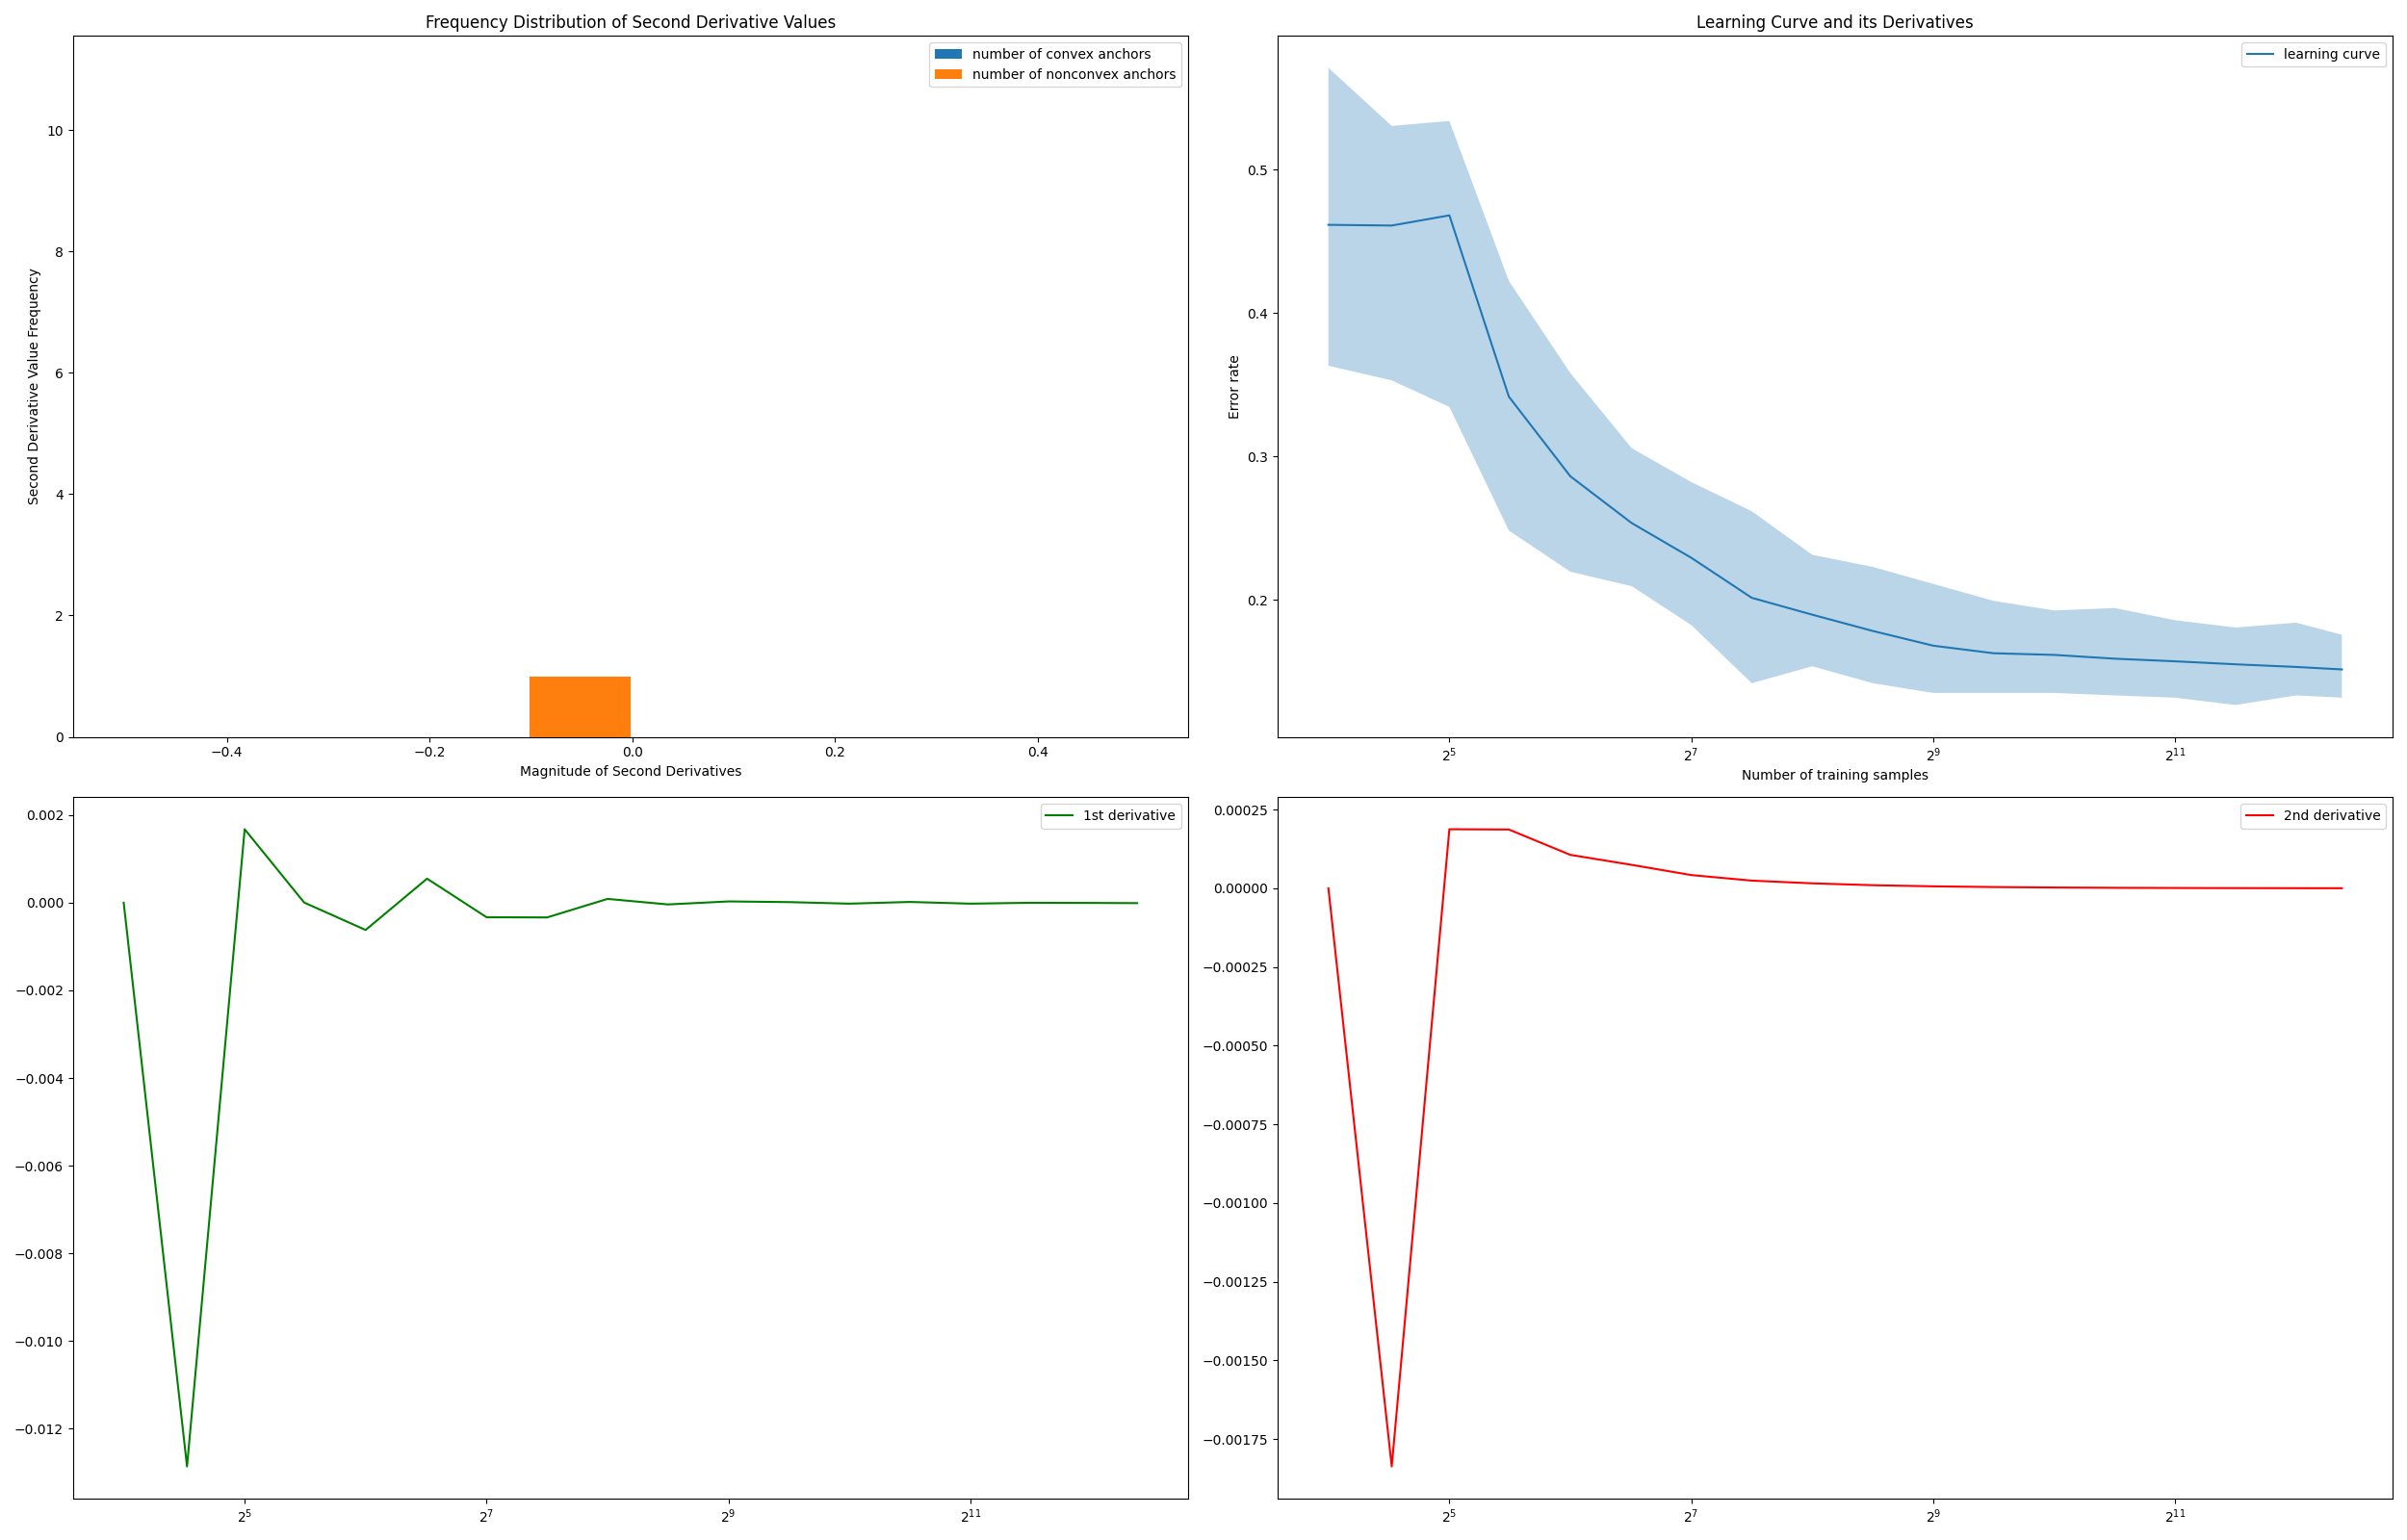 Frequency Distribution of Second Derivative Values
number of convex anchors
number of nonconvex anchors
Second Derivative Value Frequency
10
8
6
4
2
0
−0.4 −0.2 0.0 0.2 0.4
Magnitude of Second Derivatives
Learning Curve and its Derivatives
learning curve
Error rate
0.5
0.4
0.3
0.2
2^5 2^7 2^9 2^11
Number of training samples
1st derivative
0.002
0.000
−0.002
−0.004
−0.006
−0.008
−0.010
−0.012
2^5 2^7 2^9 2^11
2nd derivative
0.00025
0.00000
−0.00025
−0.00050
−0.00075
−0.00100
−0.00125
−0.00150
−0.00175
2^5 2^7 2^9 2^11